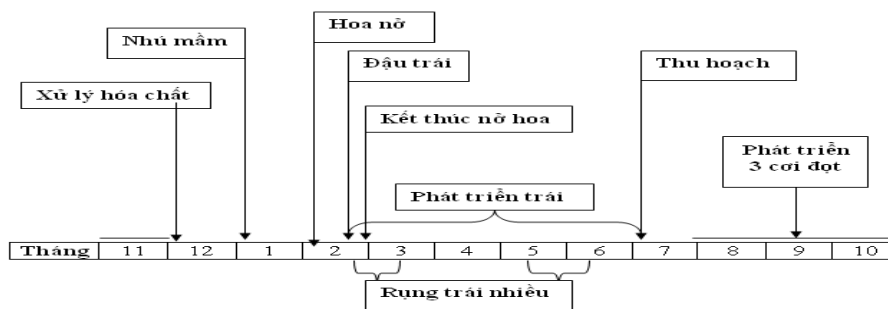 Hoa nở
Nhú mầm
Đậu trái
Thu hoạch
Xử lý hóa chất
Kết thúc nở hoa
Phát triển
3 cơi đọt
Phát triển trái
Tháng 11 12 1 2 3 4 5 6 7 8 9 10
Rụng trái nhiều